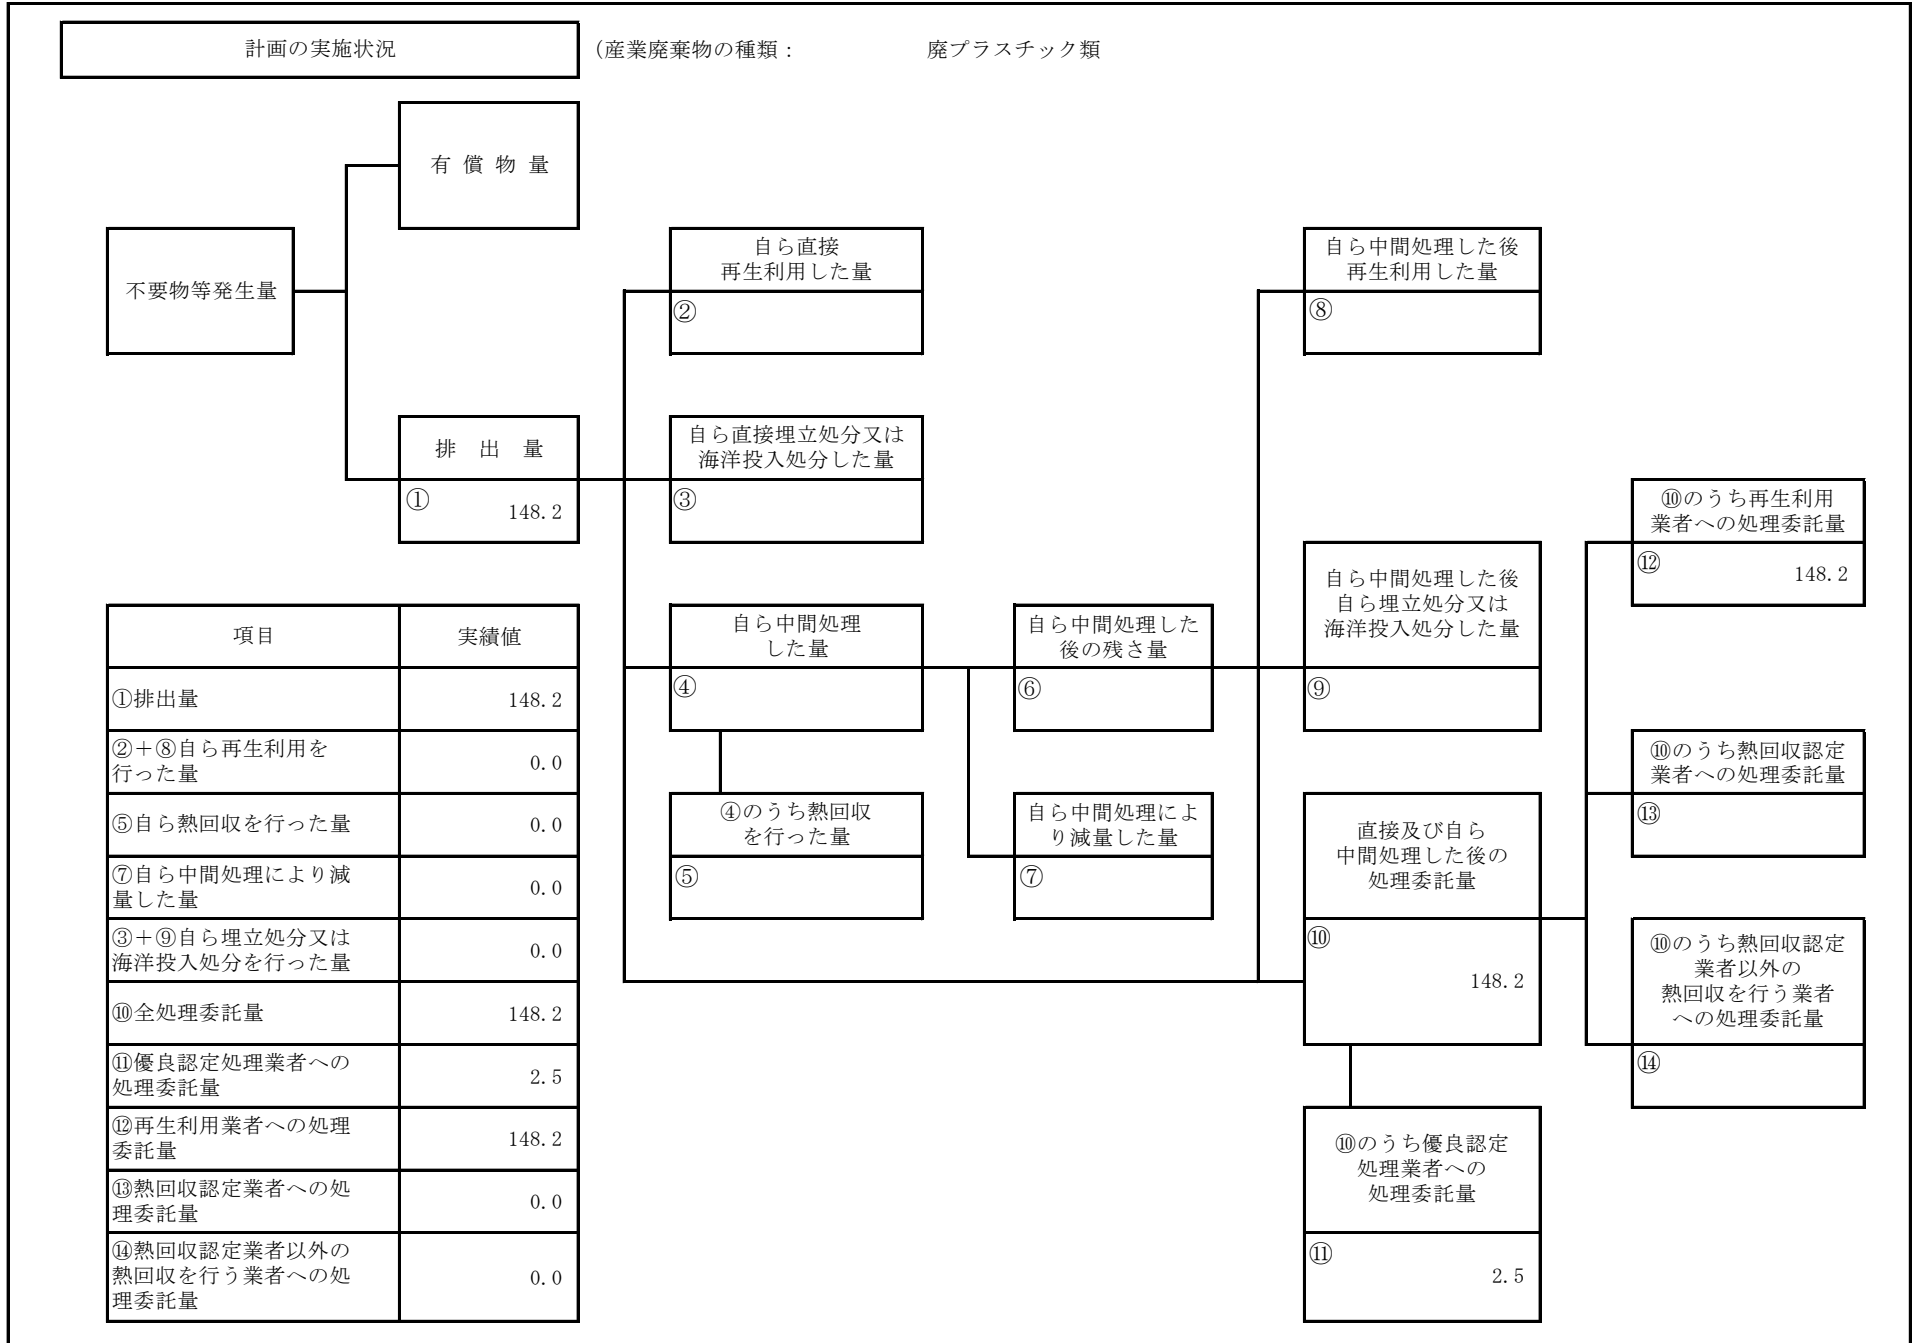 計画の実施状況
(産業廃棄物の種類： 廃プラスチック類
有 償 物 量
不要物等発生量
自ら直接
再生利用した量
②
自ら中間処理した後
再生利用した量
⑧
排 出 量
① 148.2
自ら直接埋立処分又は
海洋投入処分した量
③
⑩のうち再生利用
業者への処理委託量
⑫ 148.2
自ら中間処理
した量
④
自ら中間処理した
後の残さ量
⑥
自ら中間処理した後
自ら埋立処分又は
海洋投入処分した量
⑨
⑩のうち熱回収認定
業者への処理委託量
⑬
④のうち熱回収
を行った量
⑤
自ら中間処理によ
り減量した量
⑦
直接及び自ら
中間処理した後の
処理委託量
⑩
148.2
⑩のうち熱回収認定
業者以外の
熱回収を行う業者
への処理委託量
⑭
⑩のうち優良認定
処理業者への
処理委託量
⑪
2.5
項目 実績値
①排出量 148.2
②＋⑧自ら再生利用を
行った量 0.0
⑤自ら熱回収を行った量 0.0
⑦自ら中間処理により減
量した量 0.0
③＋⑨自ら埋立処分又は
海洋投入処分を行った量 0.0
⑩全処理委託量 148.2
⑪優良認定処理業者への
処理委託量 2.5
⑫再生利用業者への処理
委託量 148.2
⑬熱回収認定業者への処
理委託量 0.0
⑭熱回収認定業者以外の
熱回収を行う業者への処
理委託量 0.0